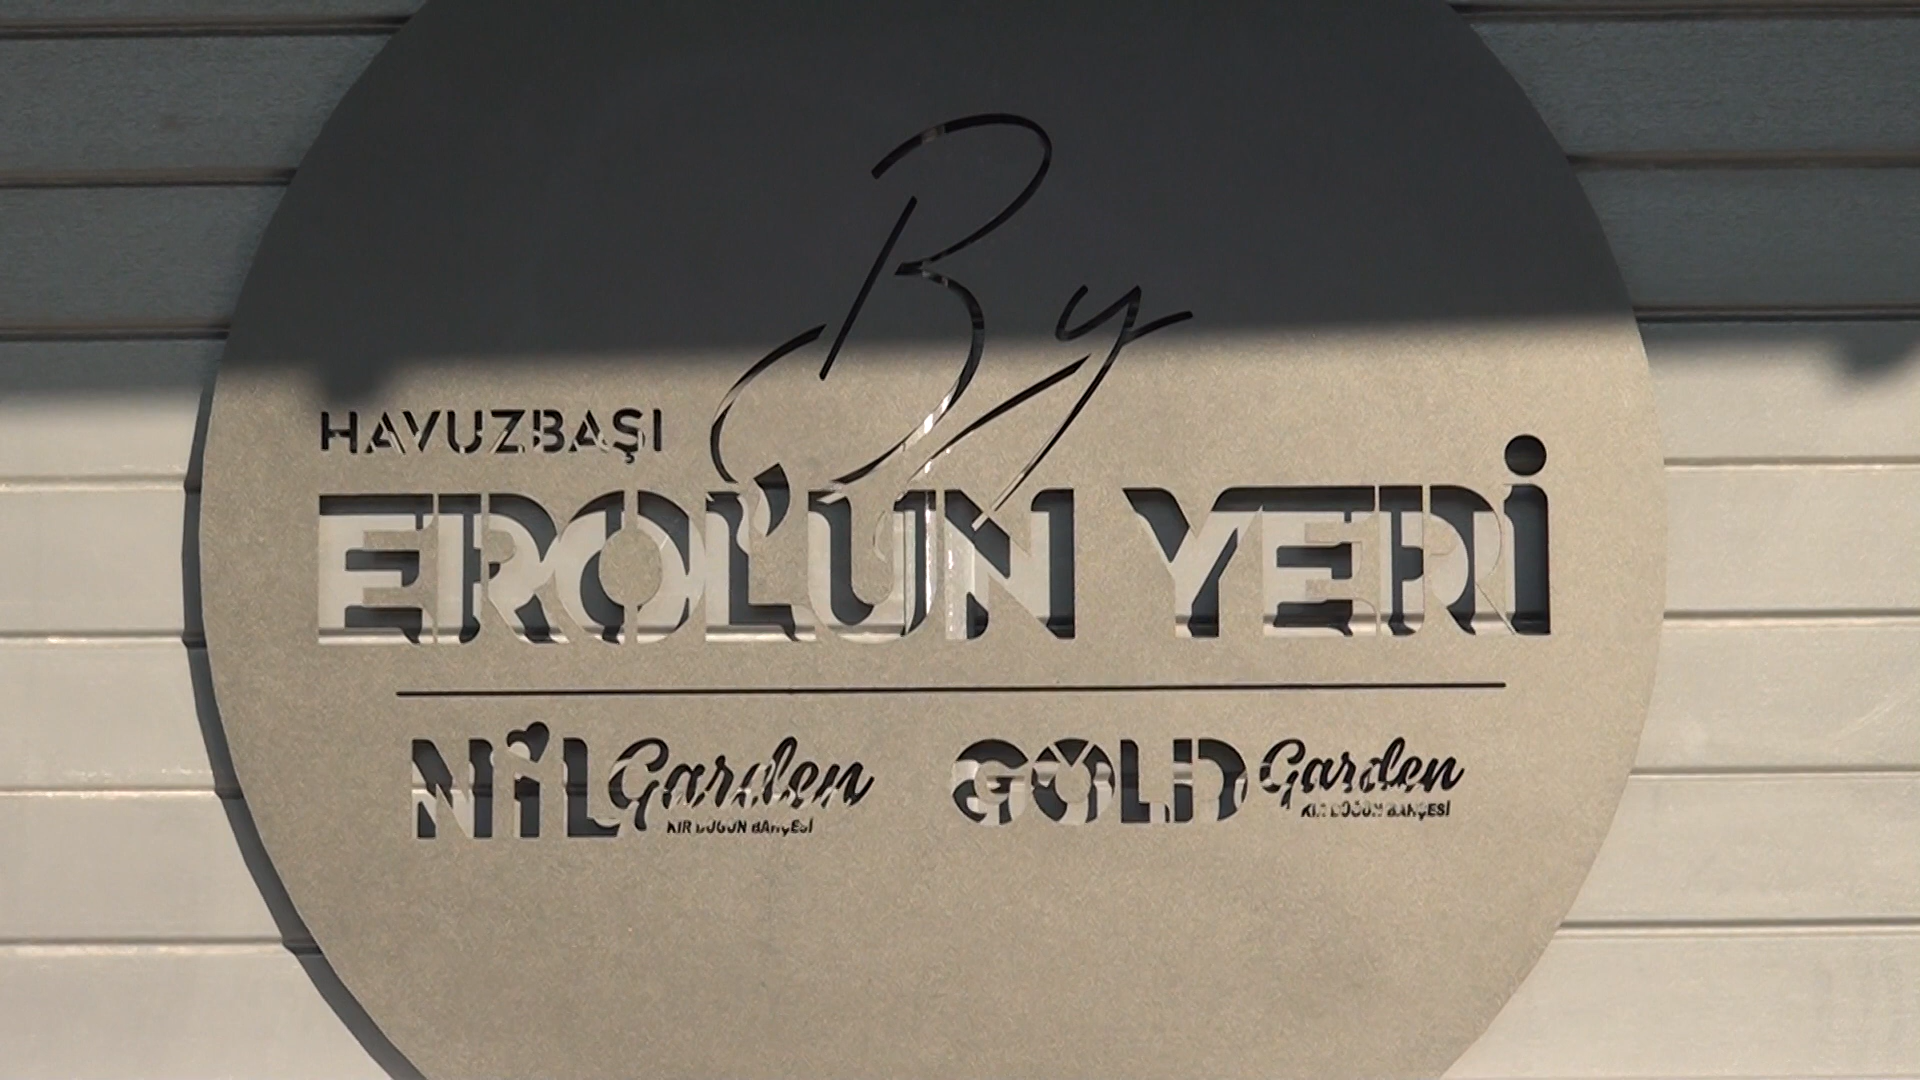 By
HAVUZBAŞI
EROL'UN YERİ
NİL Garden
KIR DÜĞÜN BAHÇESİ
GOLD Garden
KIR DÜĞÜN BAHÇESİ